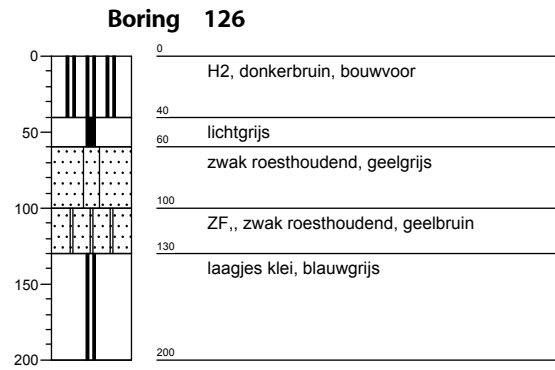 Boring 126
0
0
H2, donkerbruin, bouwvoor
40
50
lichtgrijs
60
zwak roesthoudend, geelgrijs
100
100
ZF,, zwak roesthoudend, geelbruin
130
laagjes klei, blauwgrijs
150
200
200